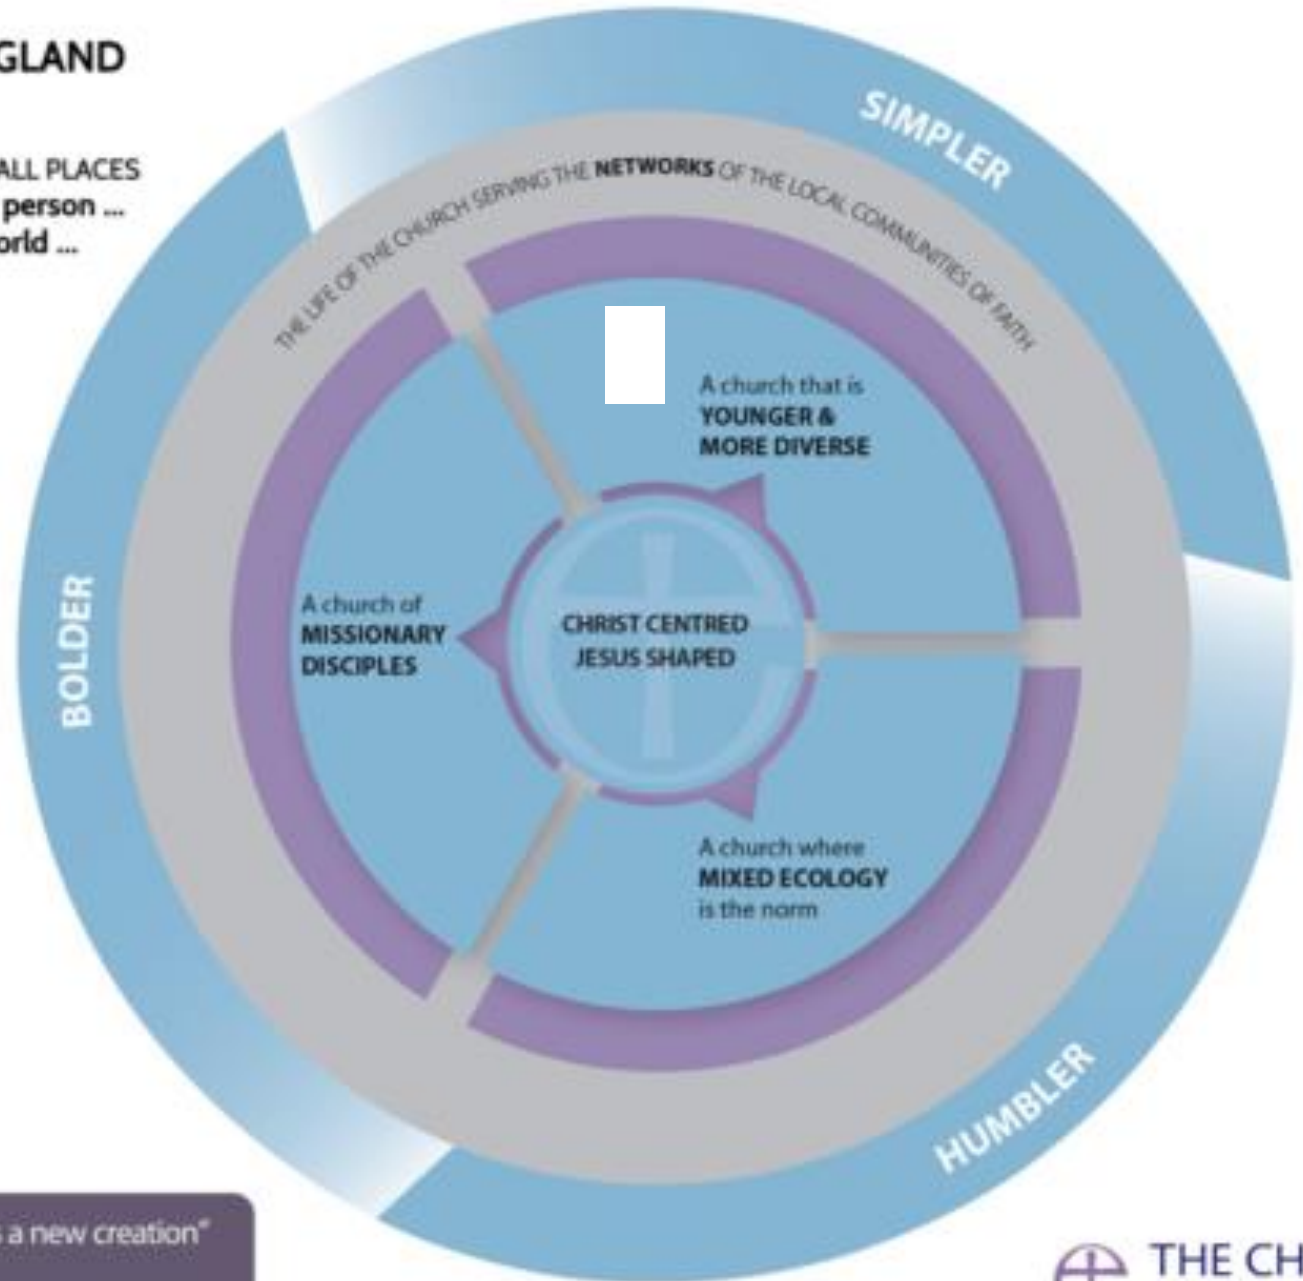 GLAND
ALL PLACES
person ...
orld ...
SIMPLER
THE LIFE OF THE CHURCH SERVING THE NETWORKS OF THE LOCAL COMMUNITIES OF FAITH
A church that is
YOUNGER &
MORE DIVERSE
BOLDER
A church of
MISSIONARY
DISCIPLES
CHRIST CENTRED
JESUS SHAPED
A church where
MIXED ECOLOGY
is the norm
HUMBLER
s a new creation"
THE CH